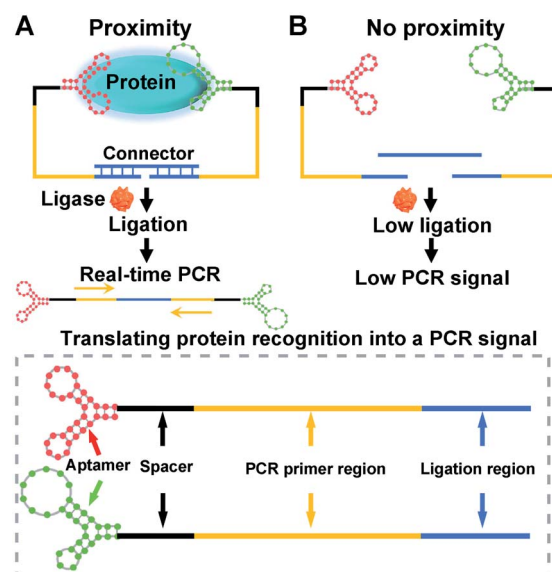 A Proximity
B No proximity
Protein
Connector
Ligase
Ligation
Real-time PCR
Low ligation
Low PCR signal
Translating protein recognition into a PCR signal
Aptamer Spacer PCR primer region Ligation region